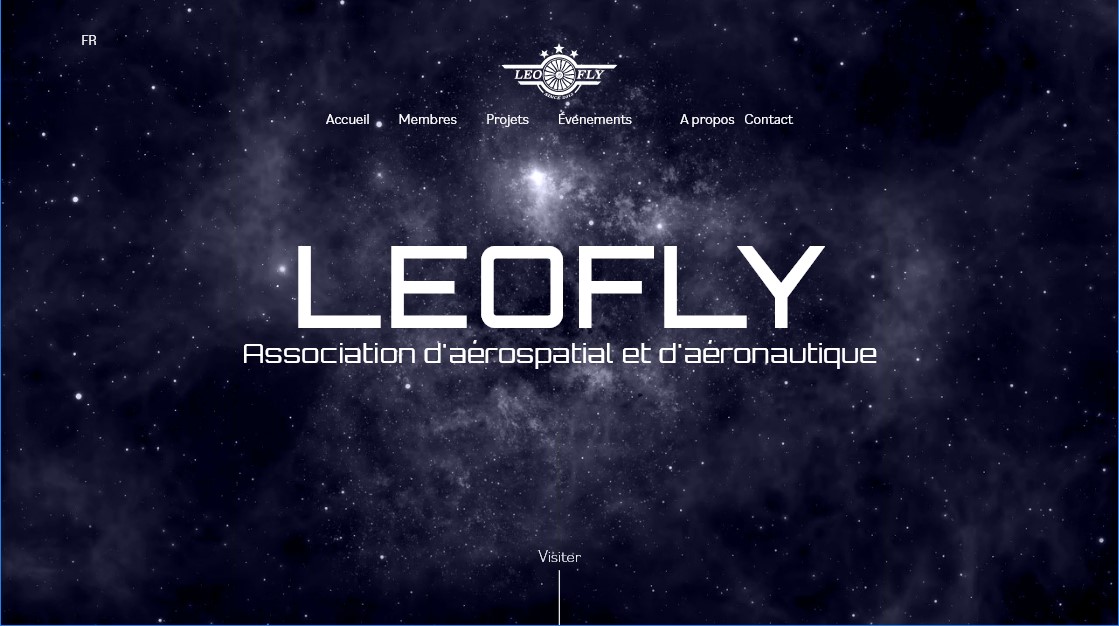 FR
LEO FLY
Accueil Membres Projets Événements A propos Contact
LEOFLY
Association d'aérospatial et d'aéronautique
Visiter